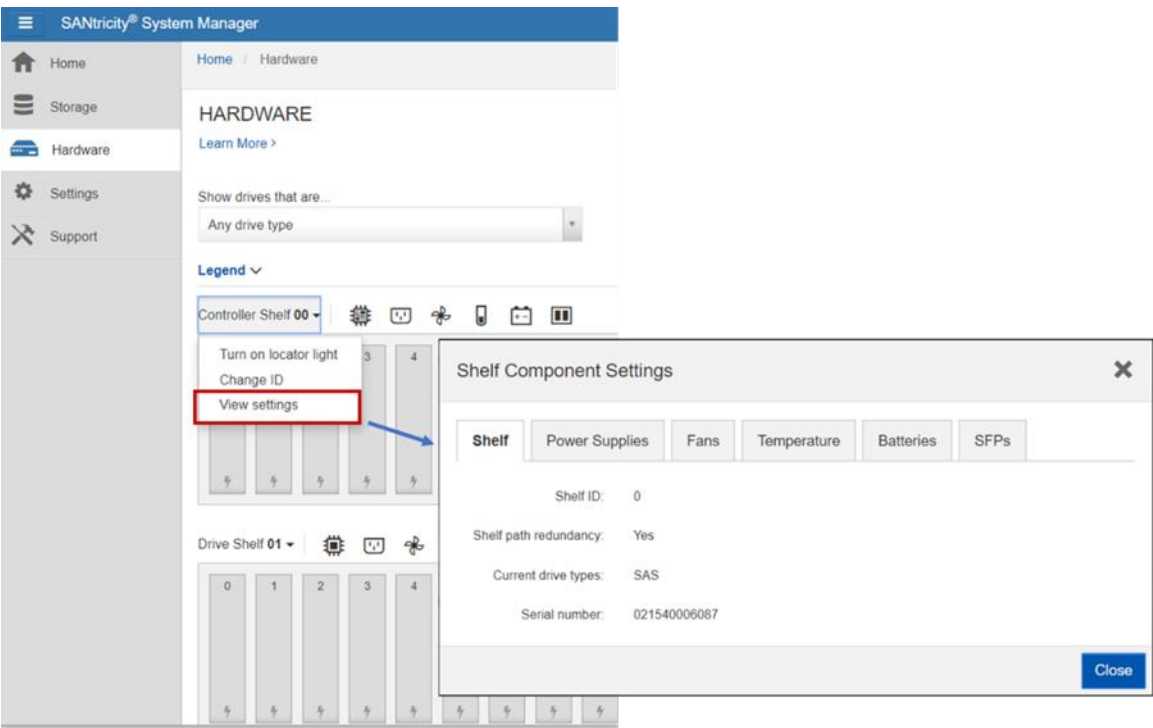 SANtricity® System Manager
Home
Storage
Hardware
Settings
Support
Home / Hardware
HARDWARE
Learn More >
Show drives that are...
Any drive type
Legend
Controller Shelf 00
Turn on locator light
Change ID
View settings
3 4
Drive Shelf 01
0 1 2 3 4
Shelf Component Settings
Shelf Power Supplies Fans Temperature Batteries SFPs
Shelf ID: 0
Shelf path redundancy: Yes
Current drive types: SAS
Serial number: 021540006087
Close